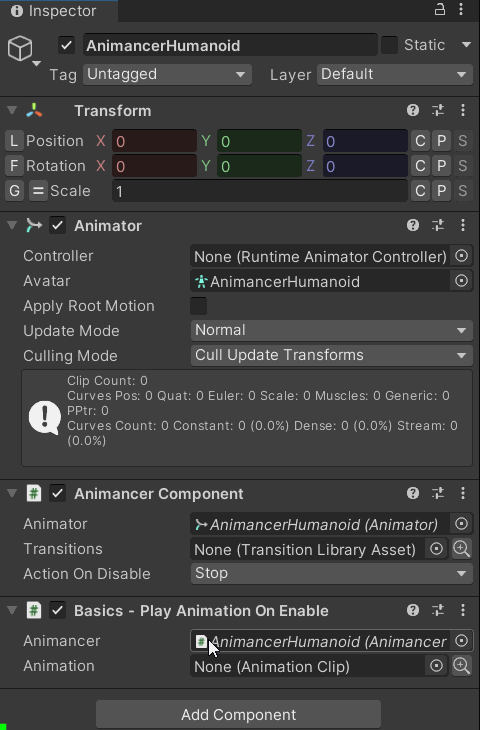 Inspector
AnimancerHumanoid Static
Tag Untagged Layer Default
Transform
L Position X 0 Y 0 Z 0 C P S
F Rotation X 0 Y 0 Z 0 C P S
G = Scale 1 C P S
Animator
Controller None (Runtime Animator Controller)
Avatar AnimancerHumanoid
Apply Root Motion
Update Mode Normal
Culling Mode Cull Update Transforms
Clip Count: 0
Curves Pos: 0 Quat: 0 Euler: 0 Scale: 0 Muscles: 0 Generic: 0
PPtr: 0
Curves Count: 0 Constant: 0 (0.0%) Dense: 0 (0.0%) Stream: 0
(0.0%)
# Animancer Component
Animator AnimancerHumanoid (Animator)
Transitions None (Transition Library Asset)
Action On Disable Stop
# Basics - Play Animation On Enable
Animancer # AnimancerHumanoid (Animancer
Animation None (Animation Clip)
Add Component